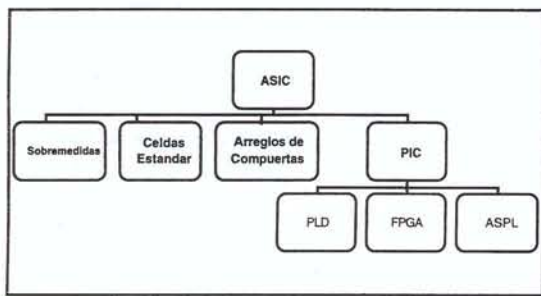 ASIC
Sobremedidas
Celdas
Estandar
Arreglos de
Compuertas
PIC
PLD
FPGA
ASPL